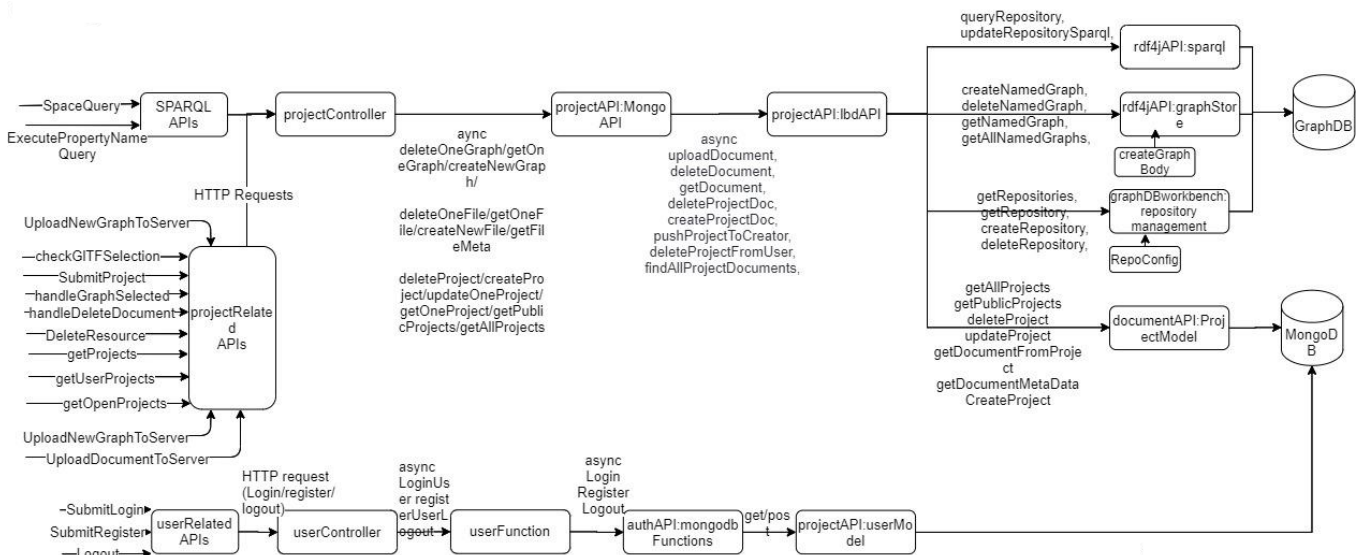 queryRepository,
updateRepositorySparql,
rdf4jAPI:sparql
SpaceQuery
ExecutePropertyName
Query
SPARQL
APIs
projectController
projectAPI:Mongo
API
projectAPI:lbdAPI
createNamedGraph,
deleteNamedGraph,
getNamedGraph,
getAllNamedGraphs,
rdf4jAPI:graphStor
e
createGraph
Body
GraphDB
aync
deleteOneGraph/getOn
eGraph/createNewGrap
h/
deleteOneFile/getOneF
ile/createNewFile/getFil
eMeta
deleteProject/createPro
ject/updateOneProject/
getOneProject/getPubli
cProjects/getAllProjects
async
uploadDocument,
deleteDocument,
getDocument,
deleteProjectDoc,
createProjectDoc,
pushProjectToCreator,
deleteProjectFromUser,
findAllProjectDocuments,
getRepositories,
getRepository,
createRepository,
deleteRepository,
graphDBworkbench:
repository
management
RepoConfig
HTTP Requests
UploadNewGraphToServer
checkGlTFSelection
SubmitProject
handleGraphSelected
handleDeleteDocument
DeleteResource
getProjects
getUserProjects
getOpenProjects
projectRelate
d
APIs
UploadNewGraphToServer
UploadDocumentToServer
getAllProjects
getPublicProjects
deleteProject
updateProject
getDocumentFromProje
ct
getDocumentMetaData
CreateProject
documentAPI:Proj
ectModel
MongoD
B
SubmitLogin
SubmitRegister
Logout
userRelated
APIs
HTTP request
(Login/register/
logout)
userController
async
LoginUs
er regist
erUserL
ogout
userFunction
async
Login
Register
Logout
authAPI:mongodb
Functions
get/pos
t
projectAPI:userMo
del